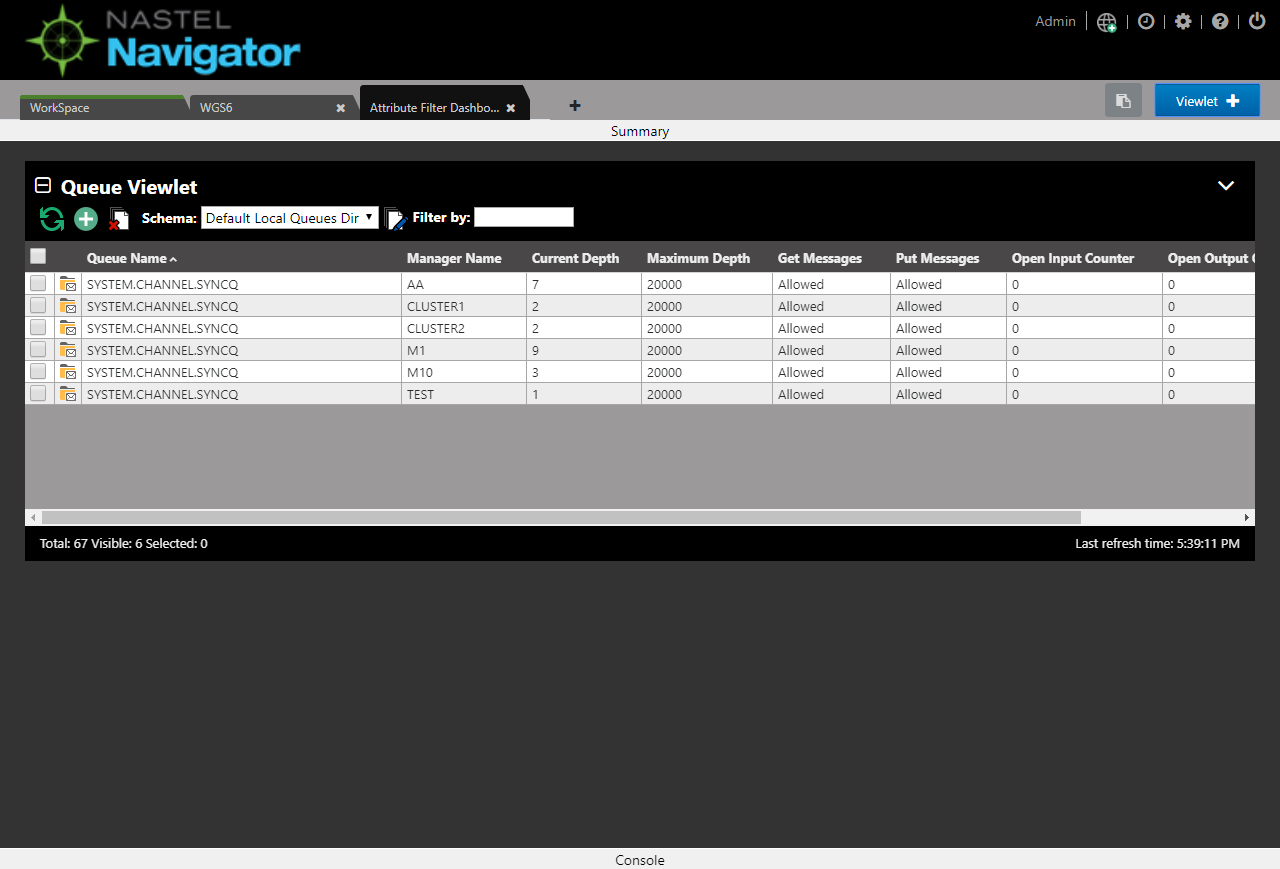 NASTEL
Navigator
Admin
WorkSpace WGS6 Attribute Filter Dashbo... Viewlet
Summary
Queue Viewlet
Schema: Default Local Queues Dir Filter by:
Queue Name Manager Name Current Depth Maximum Depth Get Messages Put Messages Open Input Counter Open Output
SYSTEM.CHANNEL.SYNCQ AA 7 20000 Allowed Allowed 0 0
SYSTEM.CHANNEL.SYNCQ CLUSTER1 2 20000 Allowed Allowed 0 0
SYSTEM.CHANNEL.SYNCQ CLUSTER2 2 20000 Allowed Allowed 0 0
SYSTEM.CHANNEL.SYNCQ M1 9 20000 Allowed Allowed 0 0
SYSTEM.CHANNEL.SYNCQ M10 3 20000 Allowed Allowed 0 0
SYSTEM.CHANNEL.SYNCQ TEST 1 20000 Allowed Allowed 0 0
Total: 67 Visible: 6 Selected: 0 Last refresh time: 5:39:11 PM
Console